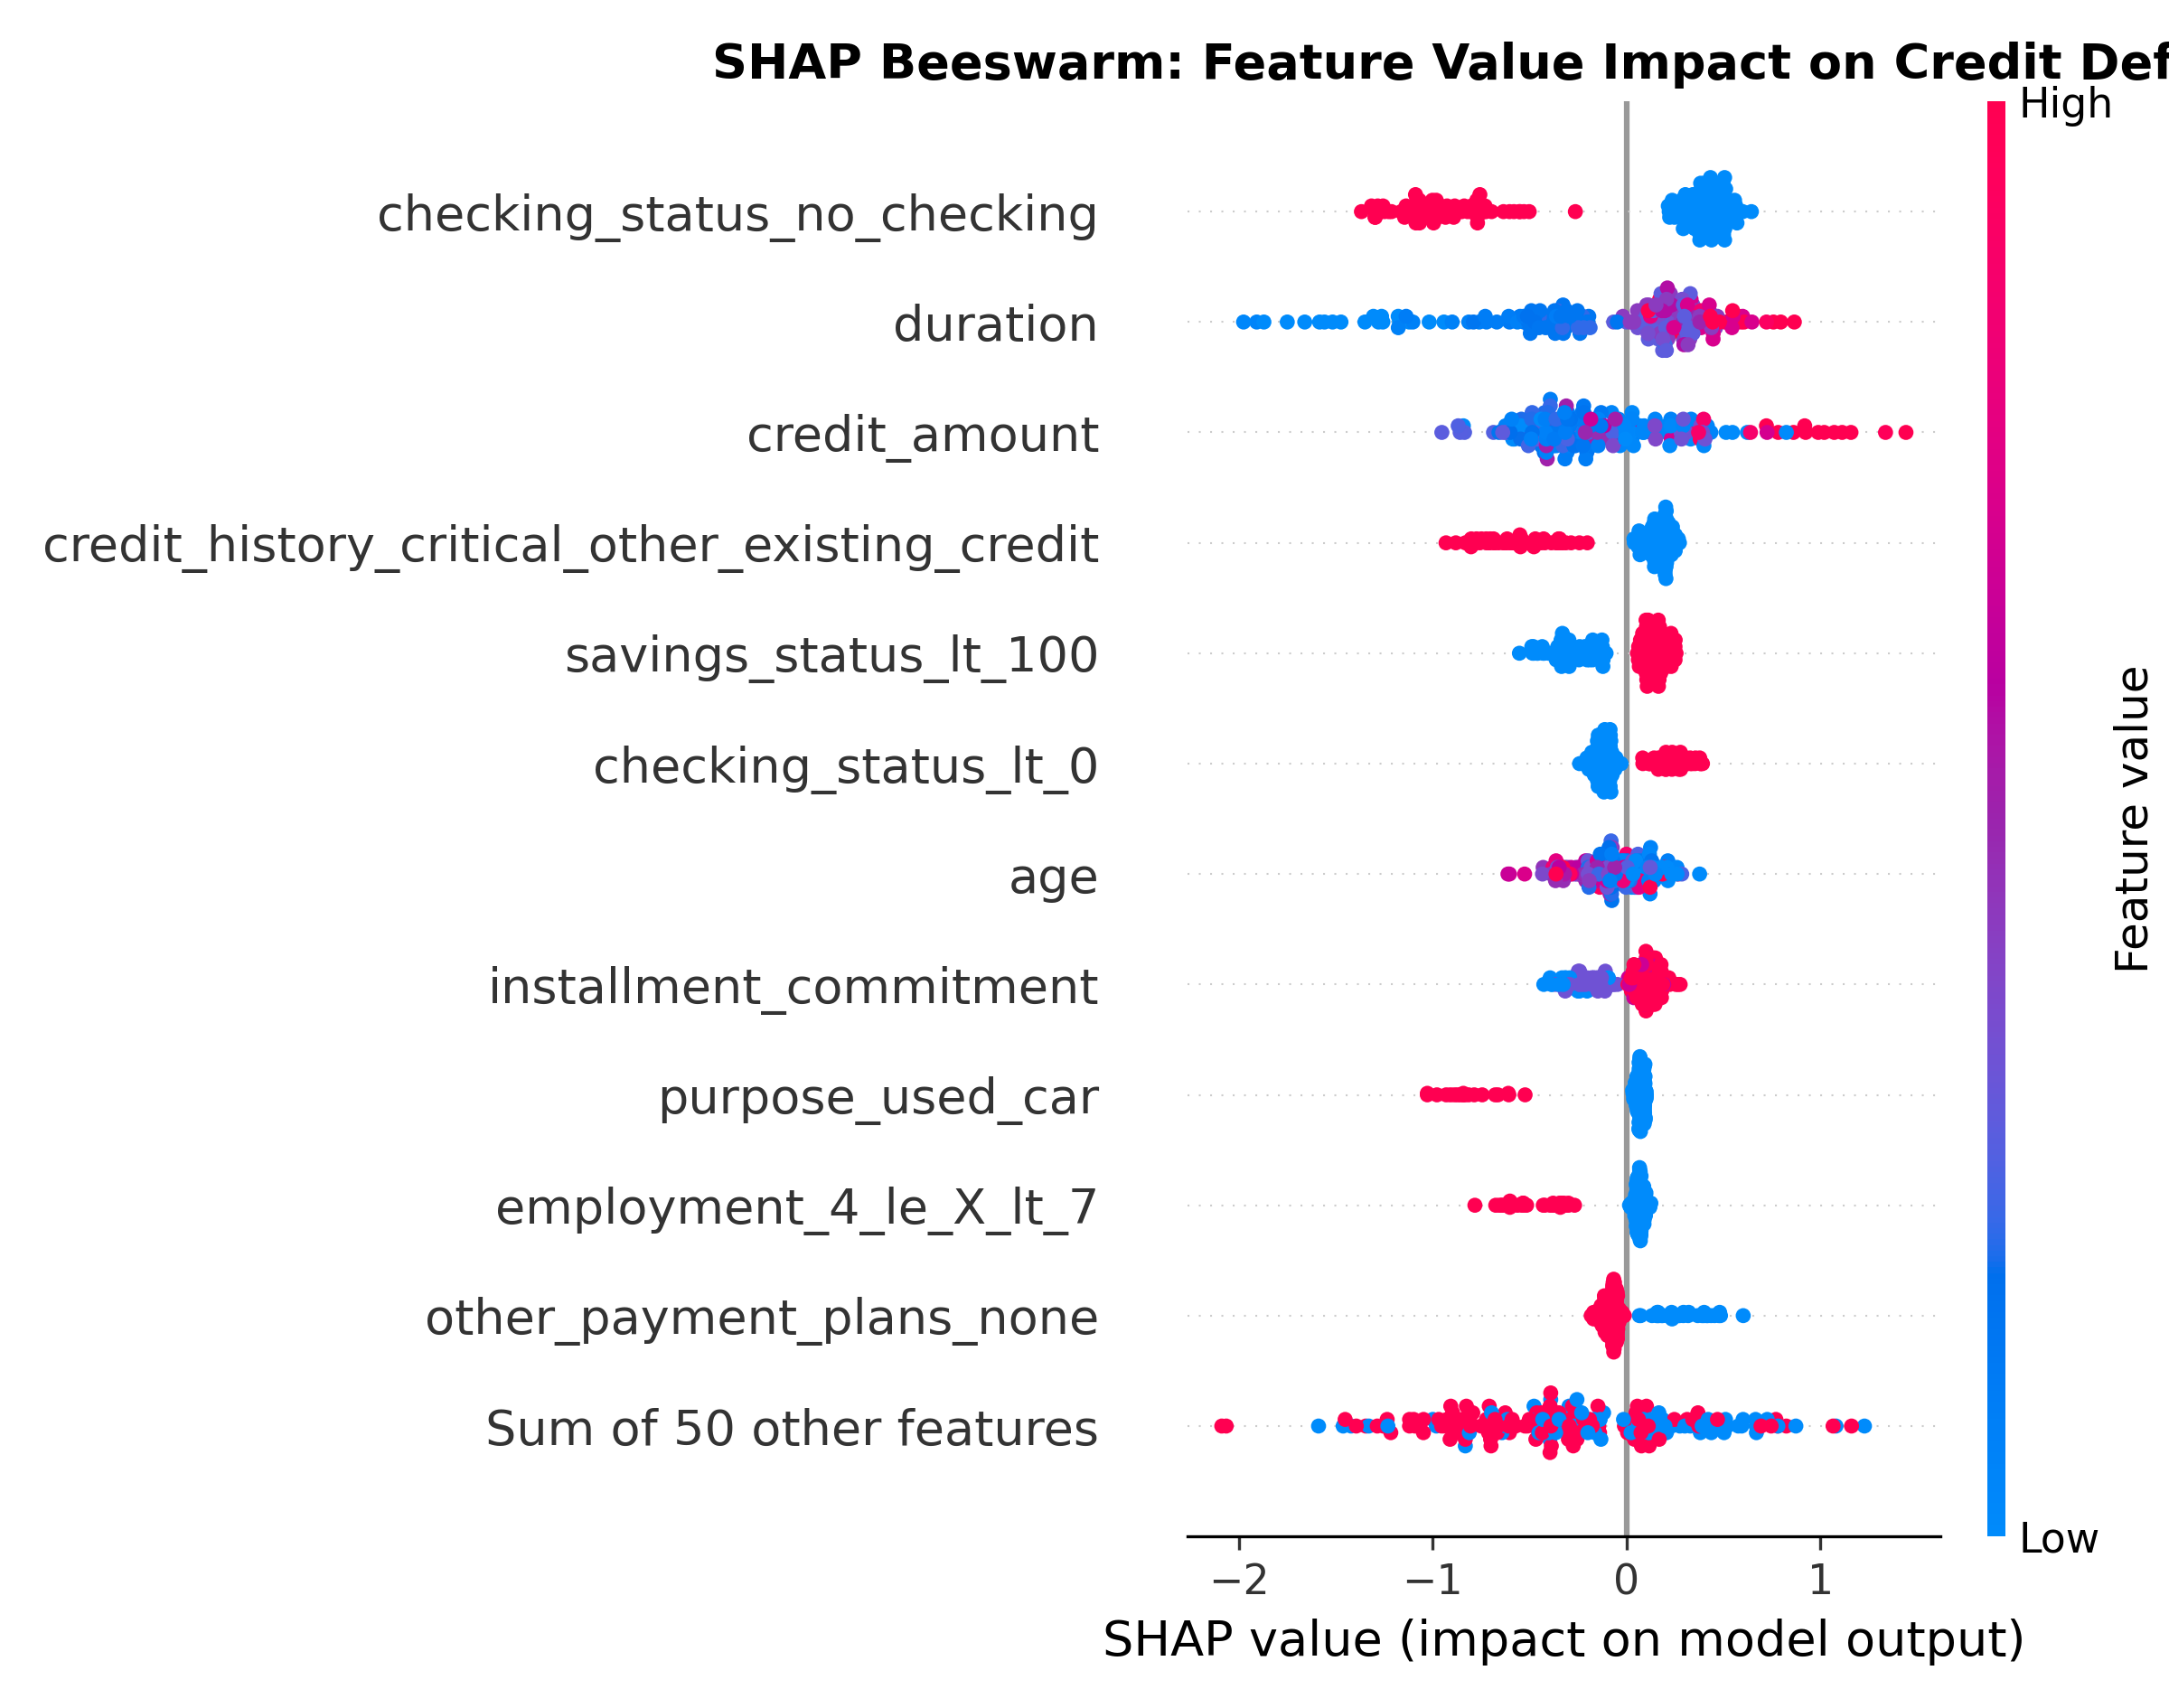 SHAP Beeswarm: Feature Value Impact on Credit Def
High
checking_status_no_checking
duration
credit_amount
credit_history_critical_other_existing_credit
savings_status_lt_100
checking_status_lt_0
age
installment_commitment
purpose_used_car
employment_4_le_X_lt_7
other_payment_plans_none
Sum of 50 other features
Feature value
Low
−2 −1 0 1
SHAP value (impact on model output)